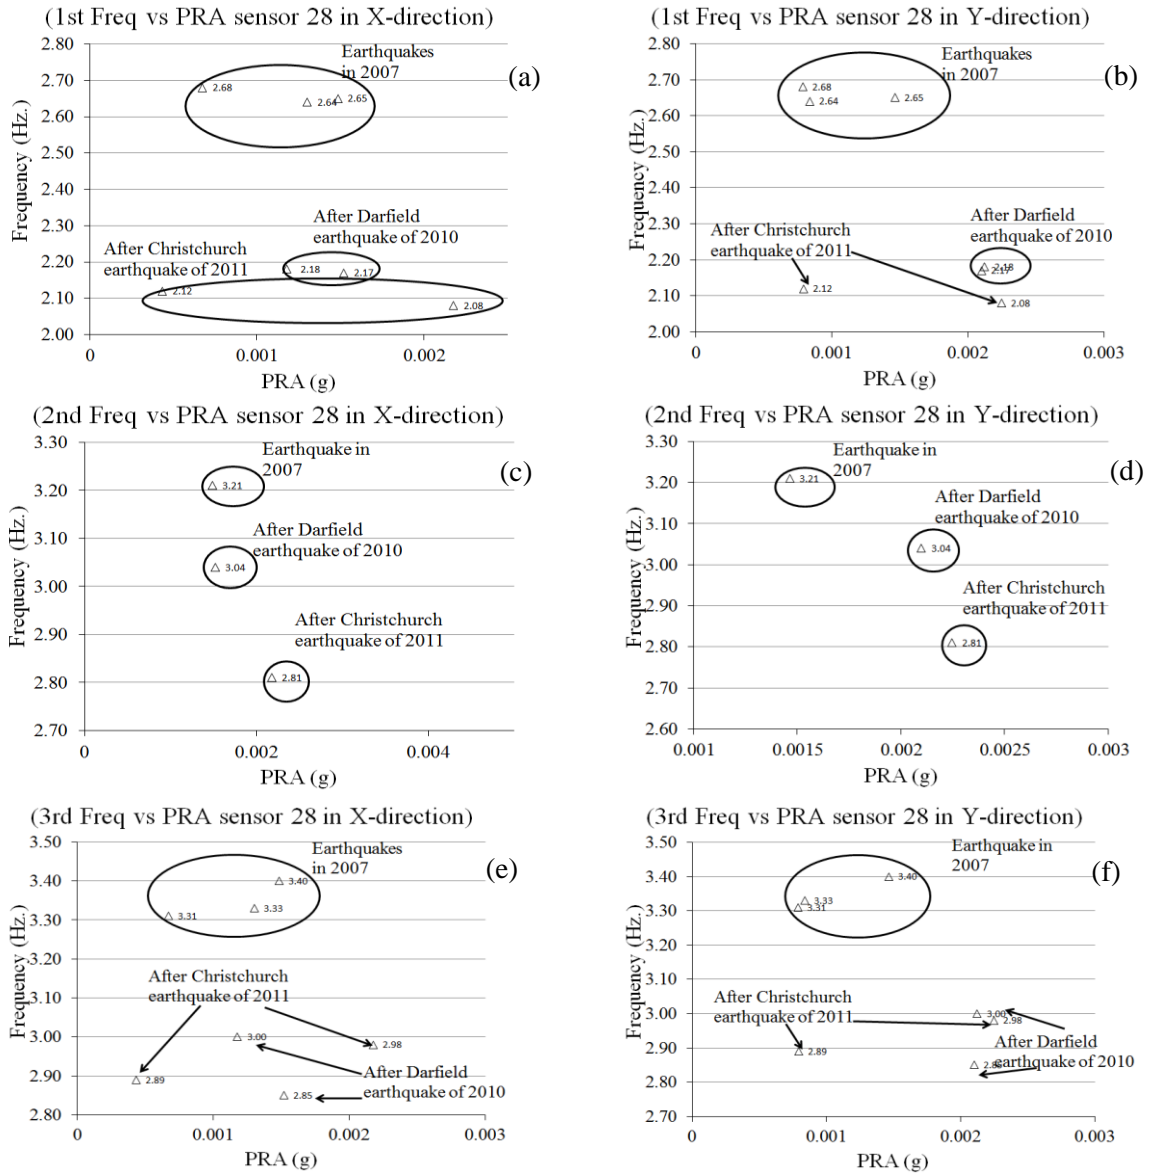 (1st Freq vs PRA sensor 28 in X-direction)
2.80
2.70
2.60
2.50
2.40
2.30
2.20
2.10
2.00
Frequency (Hz.)
Earthquakes
in 2007
(a)
2.68
2.64
2.65
After Darfield
earthquake of 2010
After Christchurch
earthquake of 2011
2.18
2.17
2.12
2.08
0
0.001
0.002
PRA (g)
(1st Freq vs PRA sensor 28 in Y-direction)
2.80
2.70
2.60
2.50
2.40
2.30
2.20
2.10
2.00
Frequency (Hz.)
Earthquakes
in 2007
(b)
2.68
2.64
2.65
After Darfield
earthquake of 2010
After Christchurch
earthquake of 2011
2.18
2.17
2.12
2.08
0
0.001
0.002
0.003
PRA (g)
(2nd Freq vs PRA sensor 28 in X-direction)
3.30
3.20
3.10
3.00
2.90
2.80
2.70
Frequency (Hz.)
Earthquake in
2007
(c)
3.21
After Darfield
earthquake of 2010
3.04
After Christchurch
earthquake of 2011
2.81
0
0.002
0.004
PRA (g)
(2nd Freq vs PRA sensor 28 in Y-direction)
3.30
3.20
3.10
3.00
2.90
2.80
2.70
2.60
Frequency (Hz.)
Earthquake in
2007
(d)
3.21
After Darfield
earthquake of 2010
3.04
After Christchurch
earthquake of 2011
2.81
0.001
0.0015
0.002
0.0025
0.003
PRA (g)
(3rd Freq vs PRA sensor 28 in X-direction)
3.50
3.40
3.30
3.20
3.10
3.00
2.90
2.80
Frequency (Hz.)
Earthquakes
in 2007
(e)
3.40
3.33
3.31
After Christchurch
earthquake of 2011
3.00
2.98
2.89
2.85
After Darfield
earthquake of 2010
0
0.001
0.002
0.003
PRA (g)
(3rd Freq vs PRA sensor 28 in Y-direction)
3.50
3.40
3.30
3.20
3.10
3.00
2.90
2.80
2.70
Frequency (Hz.)
Earthquake in
2007
(f)
3.40
3.33
3.31
After Christchurch
earthquake of 2011
3.00
2.98
2.89
After Darfield
earthquake of 2010
0
0.001
0.002
0.003
PRA (g)